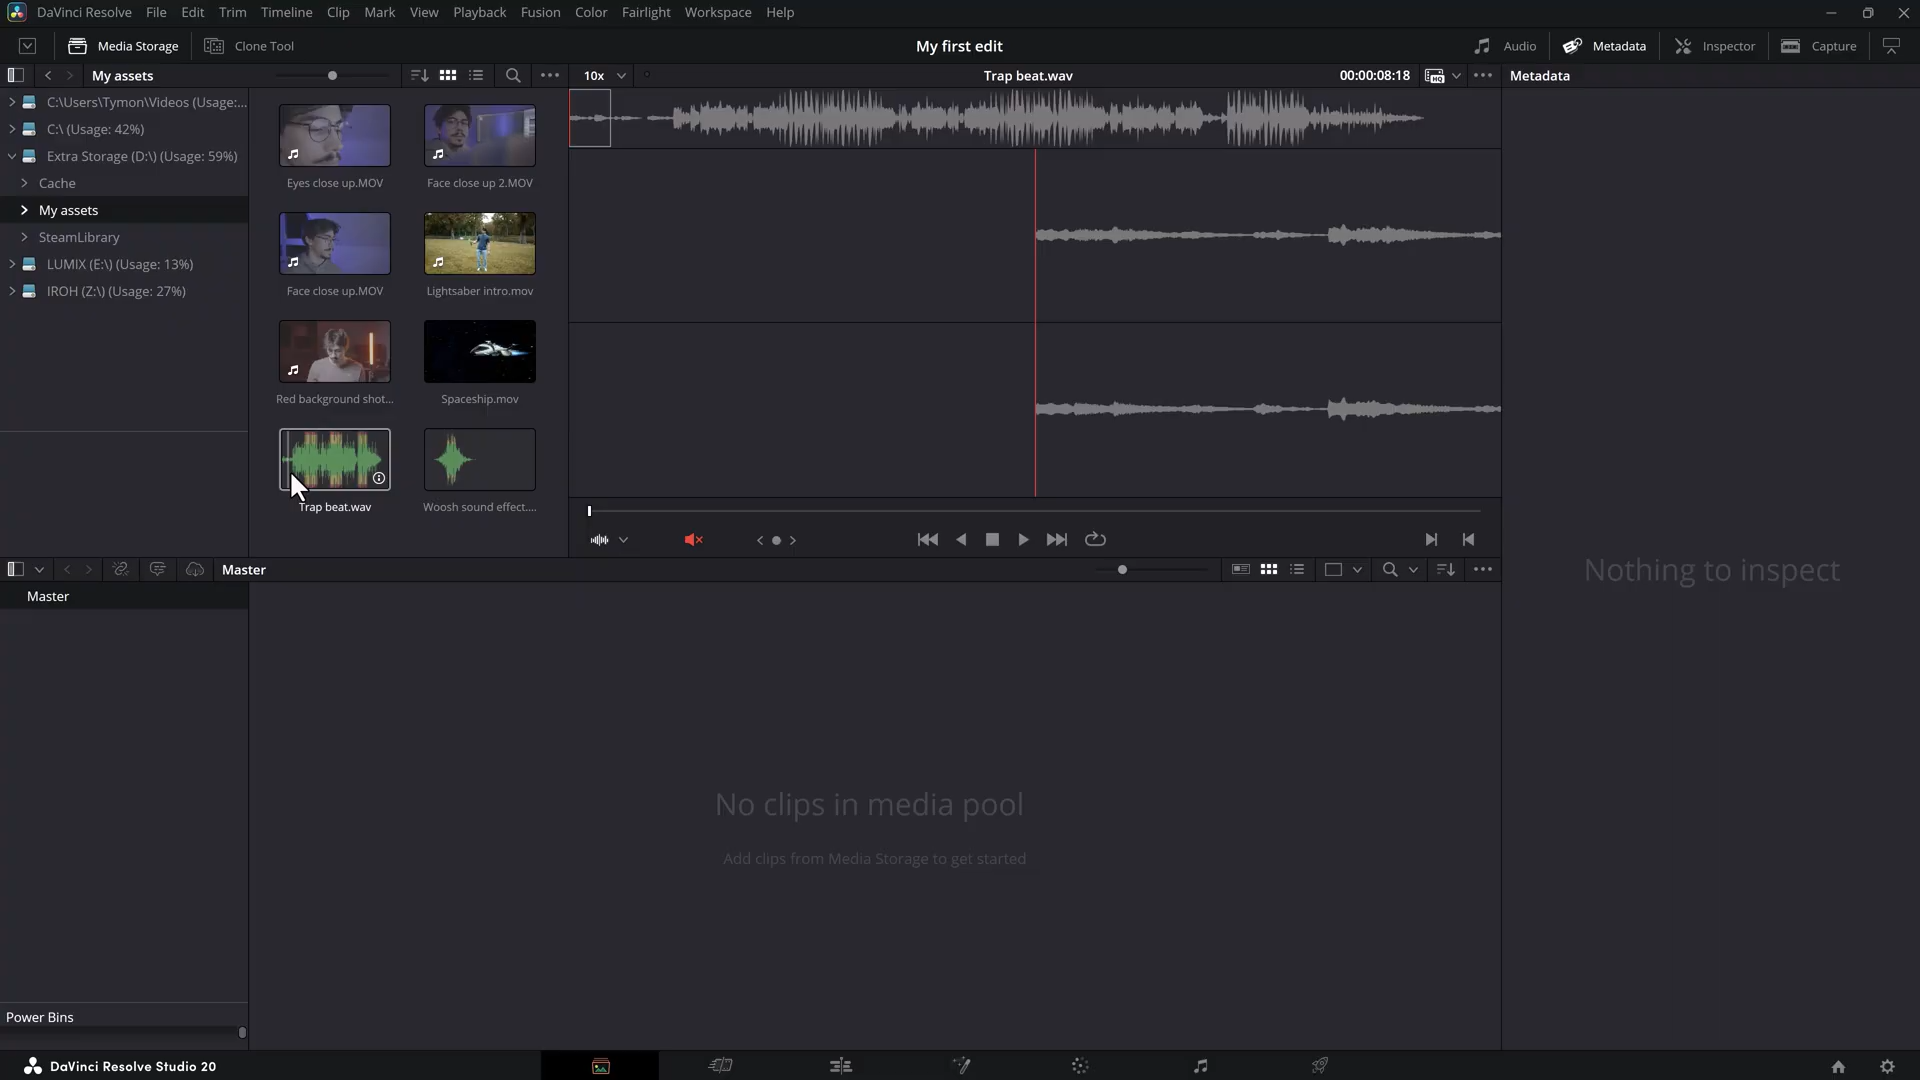 DaVinci Resolve File Edit Trim Timeline Clip Mark View Playback Fusion Color Fairlight Workspace Help
Media Storage Clone Tool My first edit Audio Metadata Inspector Capture
My assets 10x Trap beat.wav 00:00:08:18 Metadata
C:\Users\Tymon\Videos (Usage:...
C:\ (Usage: 42%)
Extra Storage (D:\) (Usage: 59%)
Cache
My assets
SteamLibrary
LUMIX (E:\) (Usage: 13%)
IROH (Z:\) (Usage: 27%)
Eyes close up.MOV Face close up 2.MOV
Face close up.MOV Lightsaber intro.mov
Red background shot... Spaceship.mov
Trap beat.wav Woosh sound effect....
Master
Master
Nothing to inspect
No clips in media pool
Add clips from Media Storage to get started
Power Bins
DaVinci Resolve Studio 20